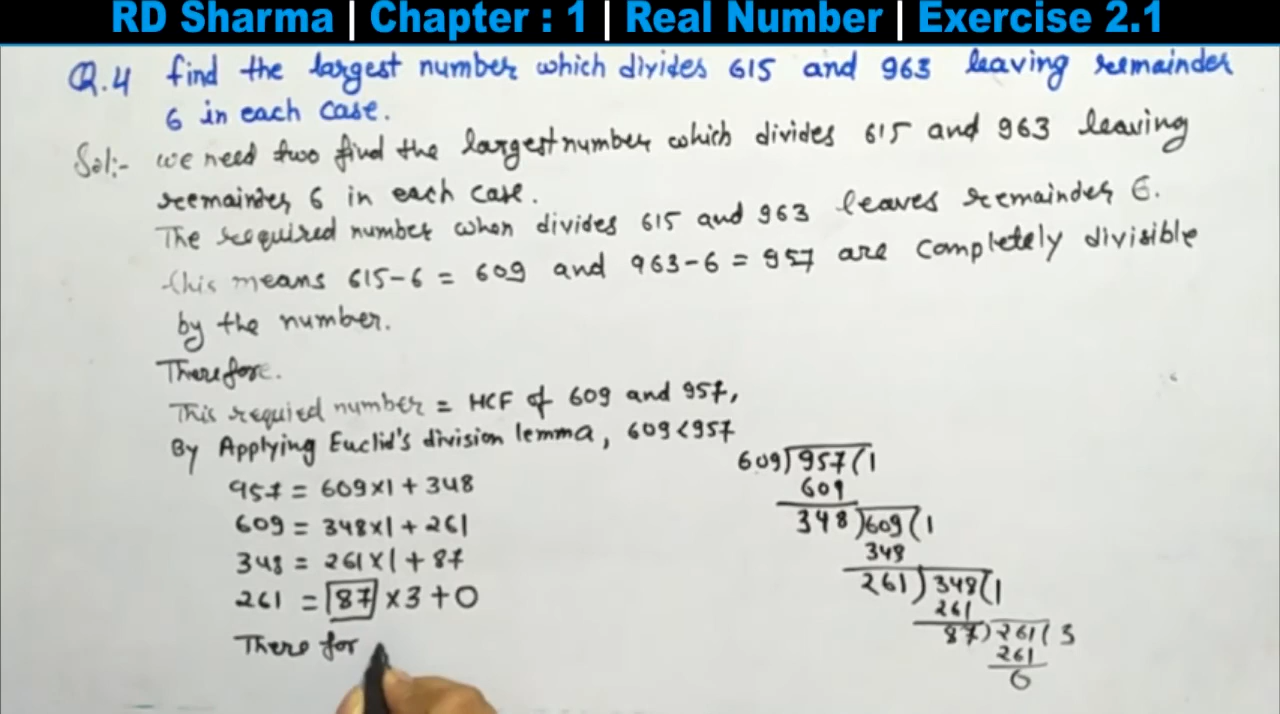 RD Sharma | Chapter : 1 | Real Number | Exercise 2.1
Q.4 find the largest number which divides 615 and 963 leaving remainder
6 in each case.
Sol:- we need two find the largest number which divides 615 and 963 leaving
remainder 6 in each case.
The required number when divides 615 and 963 leaves remainder 6.
this means 615-6 = 609 and 963-6 = 957 are completely divisible
by the number.
Therefore.
This requied number = HCF of 609 and 957,
By Applying Euclid's division lemma, 609<957
957 = 609×1 + 348
609 = 348×1 + 261
348 = 261×1 + 87
261 = 87 ×3+0
There for
609)957(1
609
348)609(1
348
261)348(1
261
87)261(3
261
0